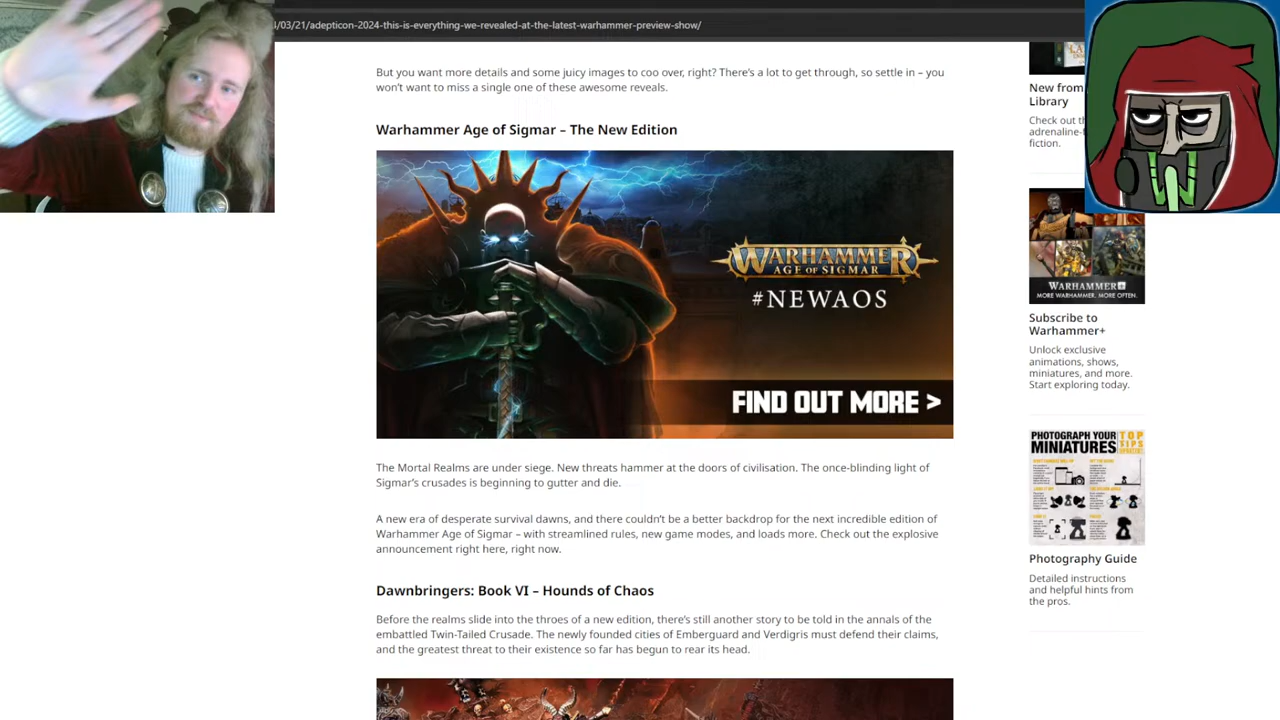 4/03/21/adepticon-2024-this-is-everything-we-revealed-at-the-latest-warhammer-preview-show/
But you want more details and some juicy images to coo over, right? There's a lot to get through, so settle in – you
won't want to miss a single one of these awesome reveals.
Warhammer Age of Sigmar – The New Edition
WARHAMMER
AGE OF SIGMAR
#NEWAOS
FIND OUT MORE >
The Mortal Realms are under siege. New threats hammer at the doors of civilisation. The once-blinding light of
Sigmar's crusades is beginning to gutter and die.
A new era of desperate survival dawns, and there couldn't be a better backdrop for the next incredible edition of
Warhammer Age of Sigmar – with streamlined rules, new game modes, and loads more. Check out the explosive
announcement right here, right now.
Dawnbringers: Book VI – Hounds of Chaos
Before the realms slide into the throes of a new edition, there's still another story to be told in the annals of the
embattled Twin-Tailed Crusade. The newly founded cities of Emberguard and Verdigris must defend their claims,
and the greatest threat to their existence so far has begun to rear its head.
New from
Library
Check out th
adrenaline-f
fiction.
WARHAMMER+
MORE WARHAMMER. MORE OFTEN.
Subscribe to
Warhammer+
Unlock exclusive
animations, shows,
miniatures, and more.
Start exploring today.
PHOTOGRAPH YOUR
MINIATURES
TOP
TIPS
Photography Guide
Detailed instructions
and helpful hints from
the pros.